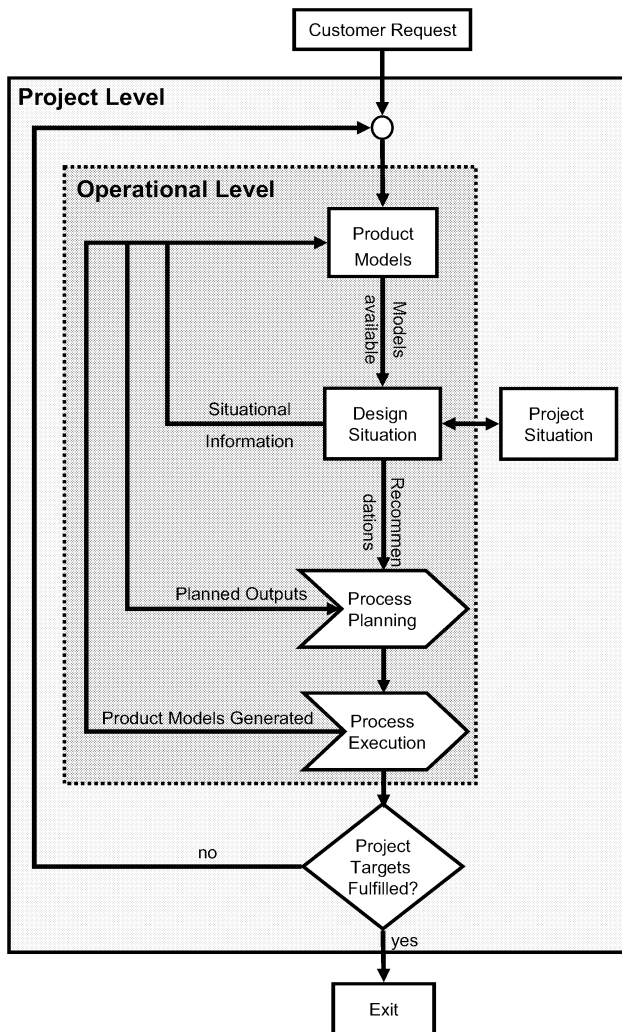 Customer Request
Project Level
Operational Level
Product
Models
Models
available
Situational
Information
Design
Situation
Project
Situation
Recommen
dations
Planned Outputs
Process
Planning
Product Models Generated
Process
Execution
Project
Targets
Fulfilled?
no
yes
Exit